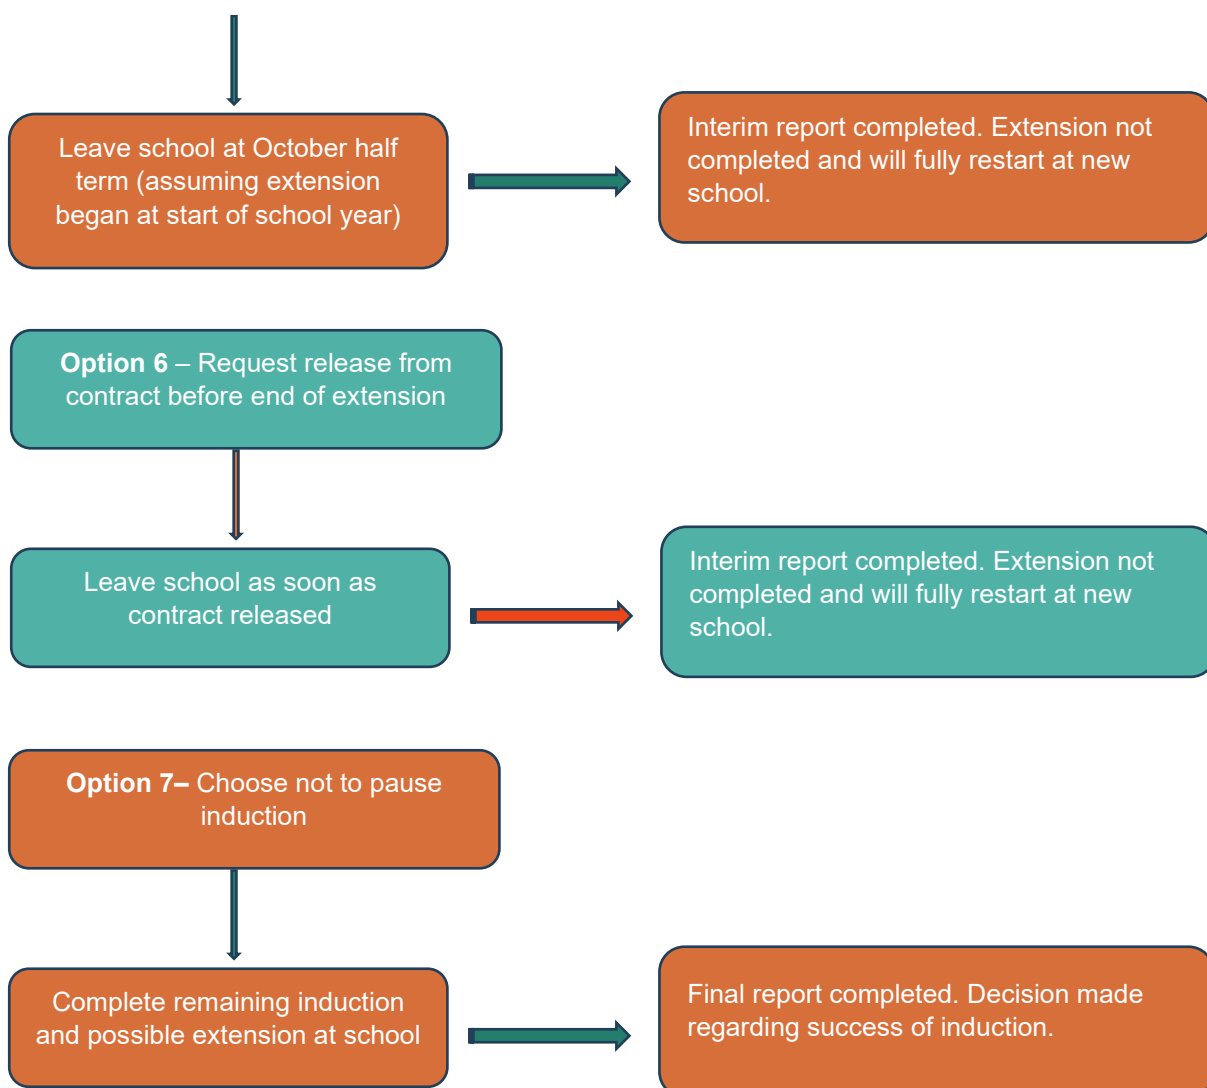 Leave school at October half
term (assuming extension
began at start of school year)
Interim report completed. Extension not
completed and will fully restart at new
school.
Option 6 – Request release from
contract before end of extension
Leave school as soon as
contract released
Interim report completed. Extension not
completed and will fully restart at new
school.
Option 7– Choose not to pause
induction
Complete remaining induction
and possible extension at school
Final report completed. Decision made
regarding success of induction.